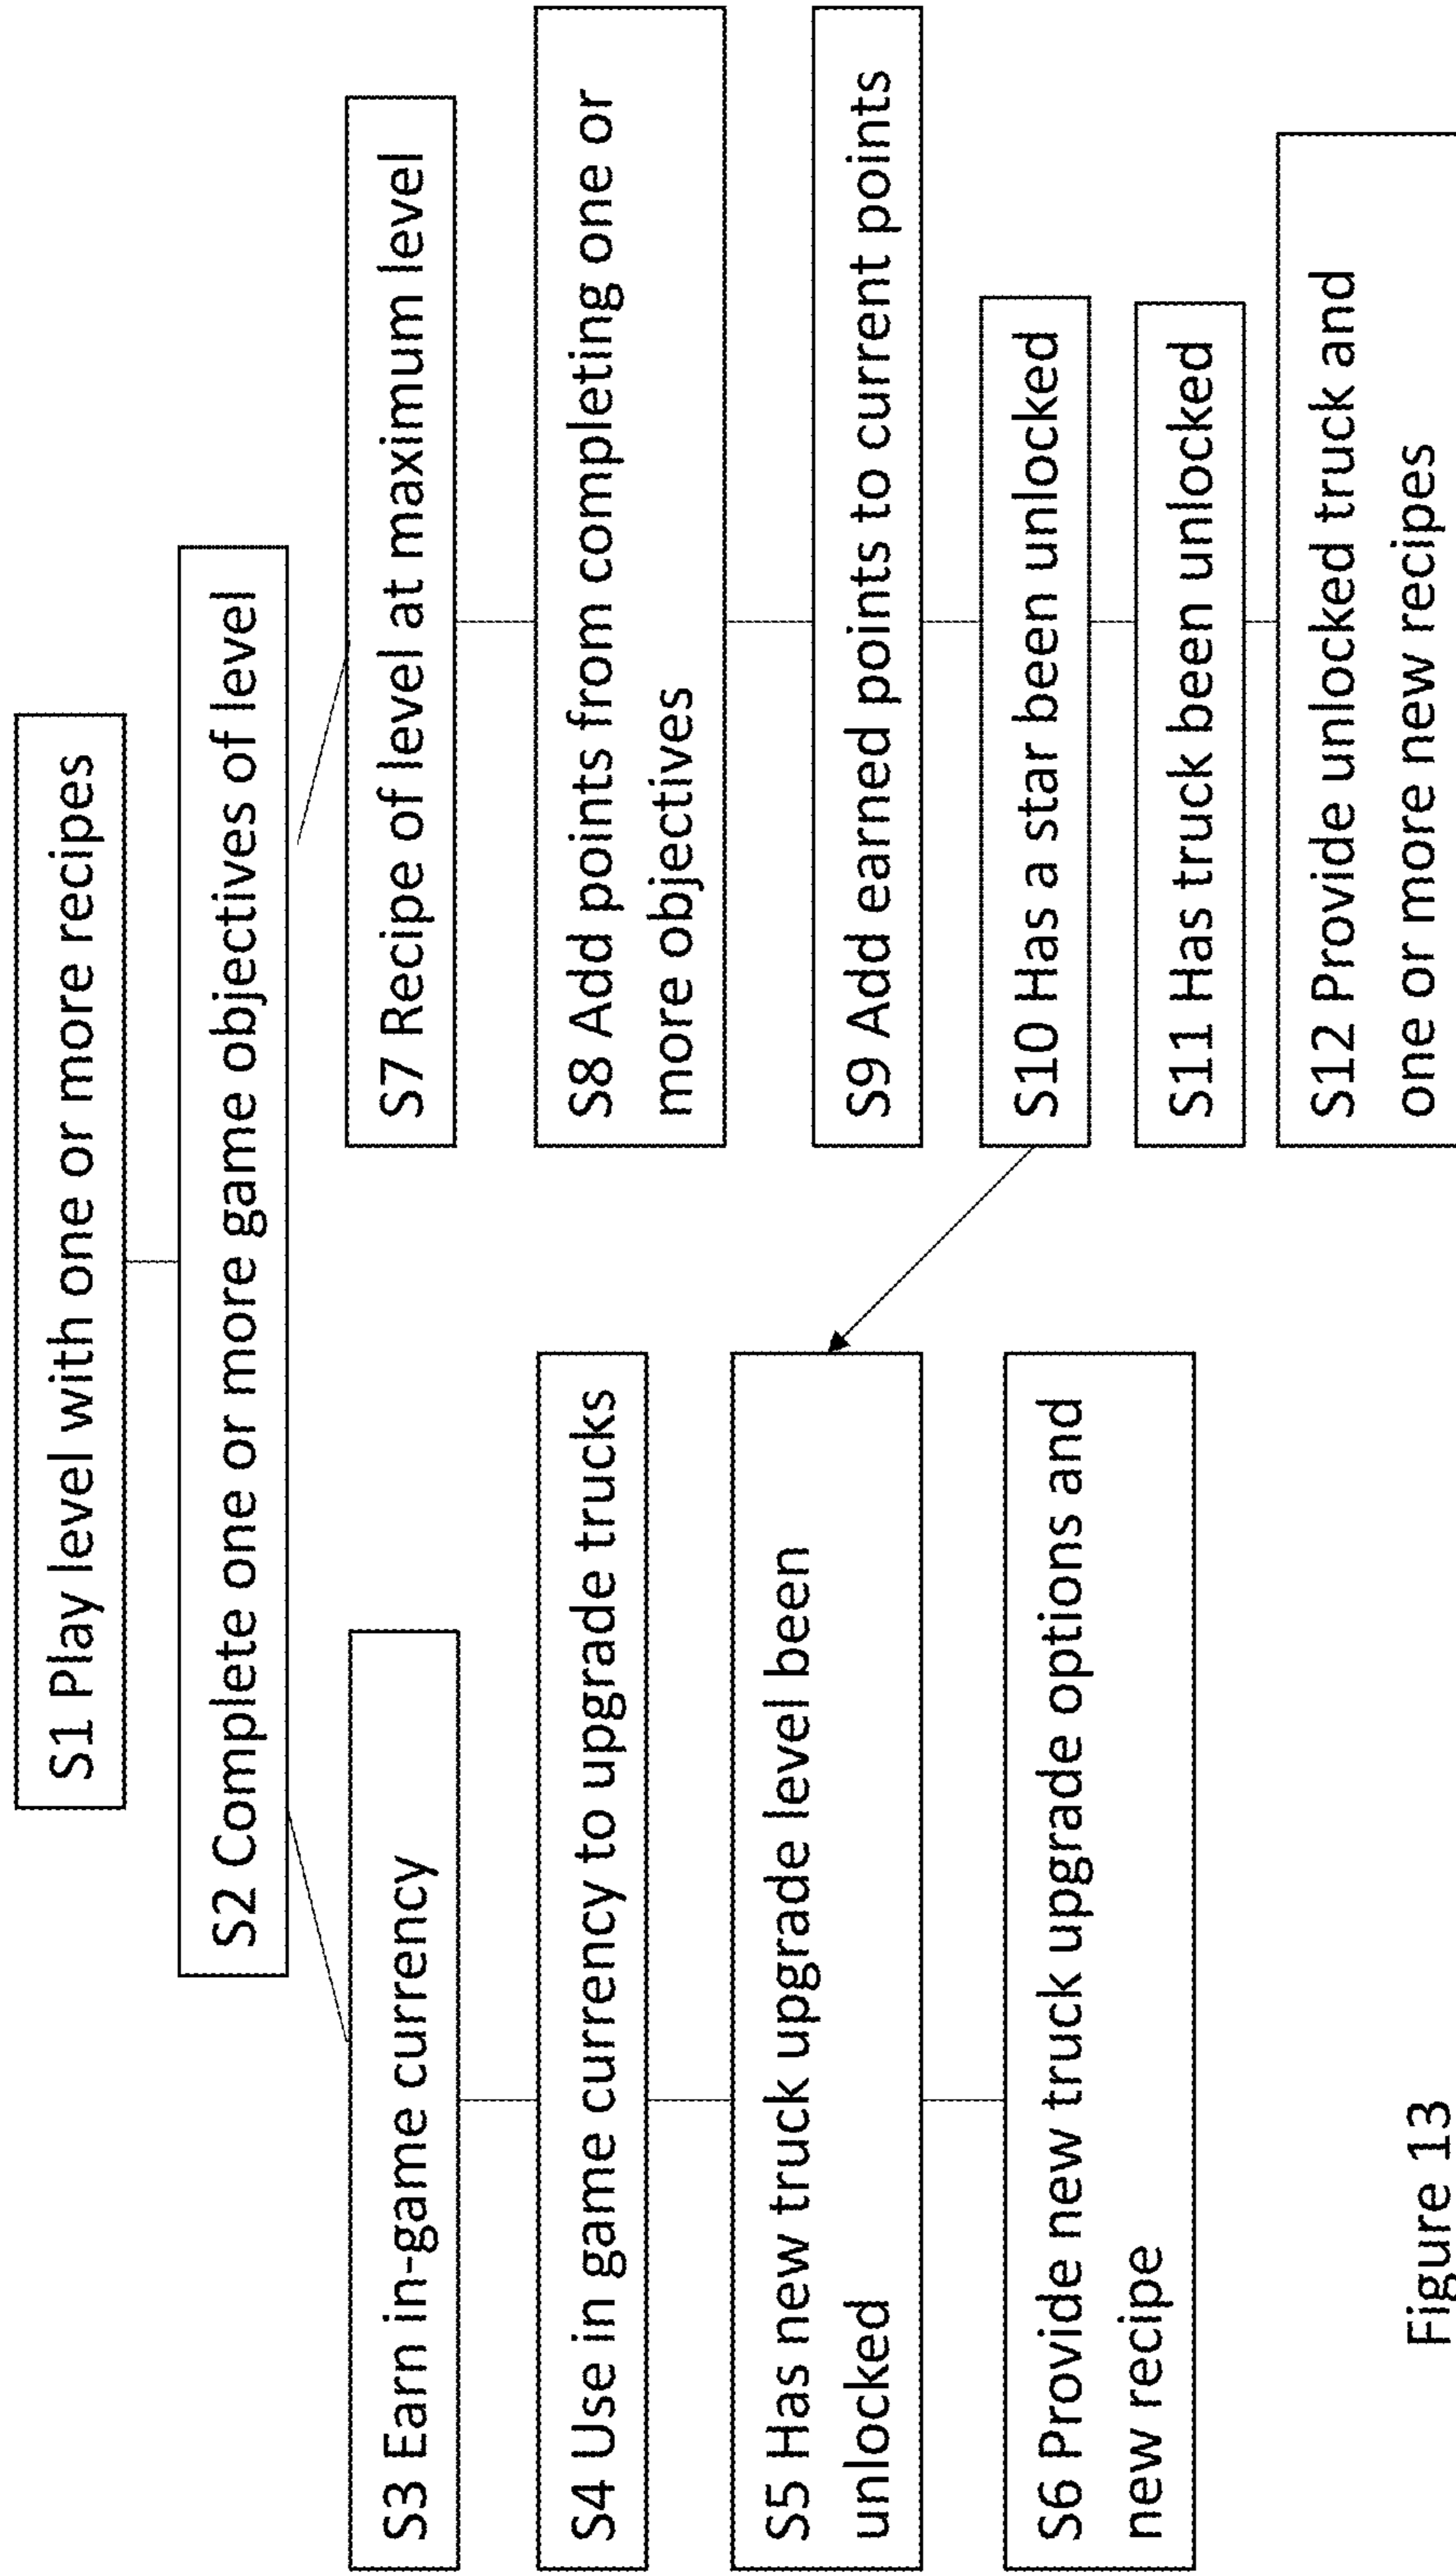 S1 Play level with one or more recipes
S2 Complete one or more game objectives of level
S3 Earn in-game currency
S4 Use in game currency to upgrade trucks
S5 Has new truck upgrade level been
unlocked
S6 Provide new truck upgrade options and
new recipe
S7 Recipe of level at maximum level
S8 Add points from completing one or
more objectives
S9 Add earned points to current points
S10 Has a star been unlocked
S11 Has truck been unlocked
S12 Provide unlocked truck and
one or more new recipes
Figure 13